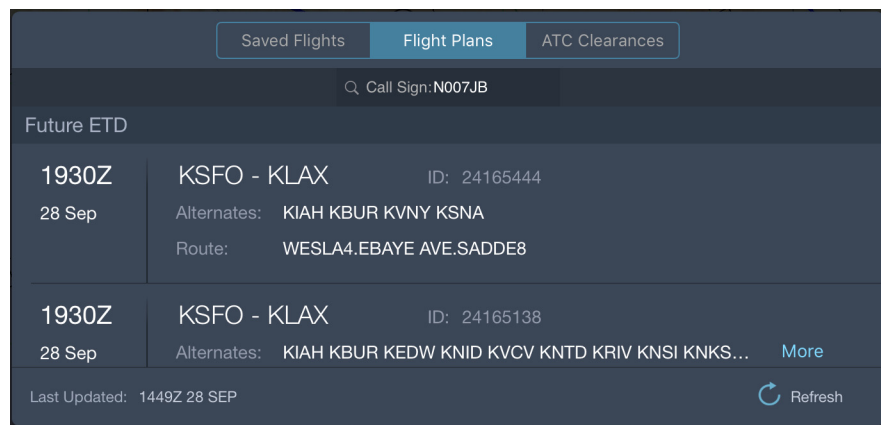 Saved Flights Flight Plans ATC Clearances
Call Sign:N007JB
Future ETD
1930Z KSFO - KLAX ID: 24165444
28 Sep Alternates: KIAH KBUR KVNY KSNA
Route: WESLA4.EBAYE AVE.SADDE8
1930Z KSFO - KLAX ID: 24165138
28 Sep Alternates: KIAH KBUR KEDW KNID KVCV KNTD KRIV KNSI KNKS... More
Last Updated: 1449Z 28 SEP Refresh